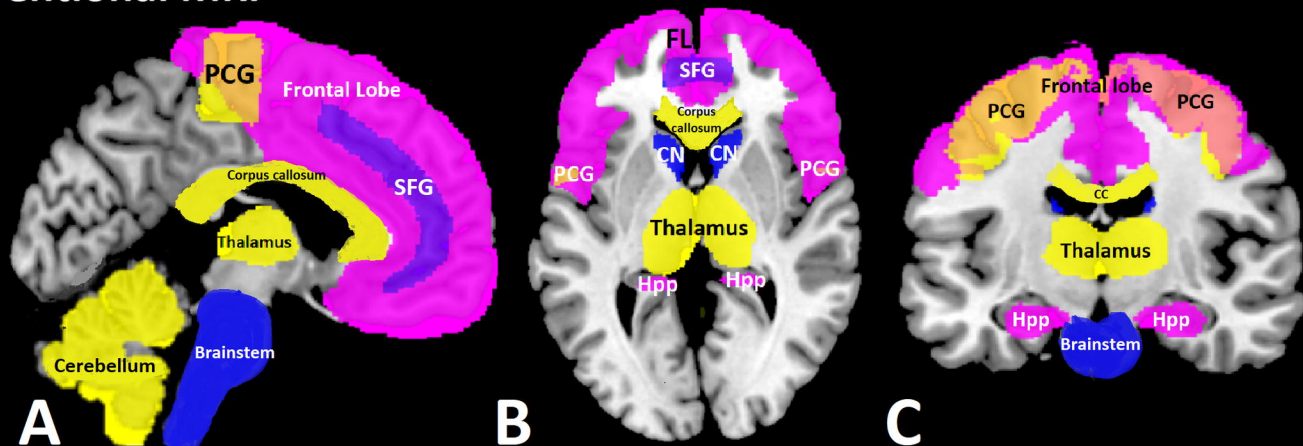 PCG
Frontal Lobe
SFG
Corpus callosum
Thalamus
Cerebellum
Brainstem
A
FL
SFG
Corpus
callosum
CN
CN
PCG
PCG
Thalamus
Hpp
Hpp
B
Frontal lobe
PCG
PCG
CC
Thalamus
Hpp
Hpp
Brainstem
C